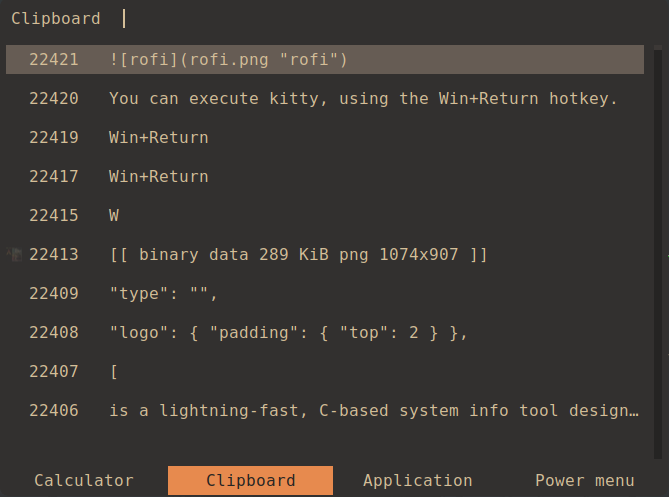 Clipboard
22421 ![rofi](rofi.png "rofi")
22420 You can execute kitty, using the Win+Return hotkey.
22419 Win+Return
22417 Win+Return
22415 W
22413 [[ binary data 289 KiB png 1074x907 ]]
22409 "type": "",
22408 "logo": { "padding": { "top": 2 } },
22407 [
22406 is a lightning-fast, C-based system info tool design…
Calculator Clipboard Application Power menu